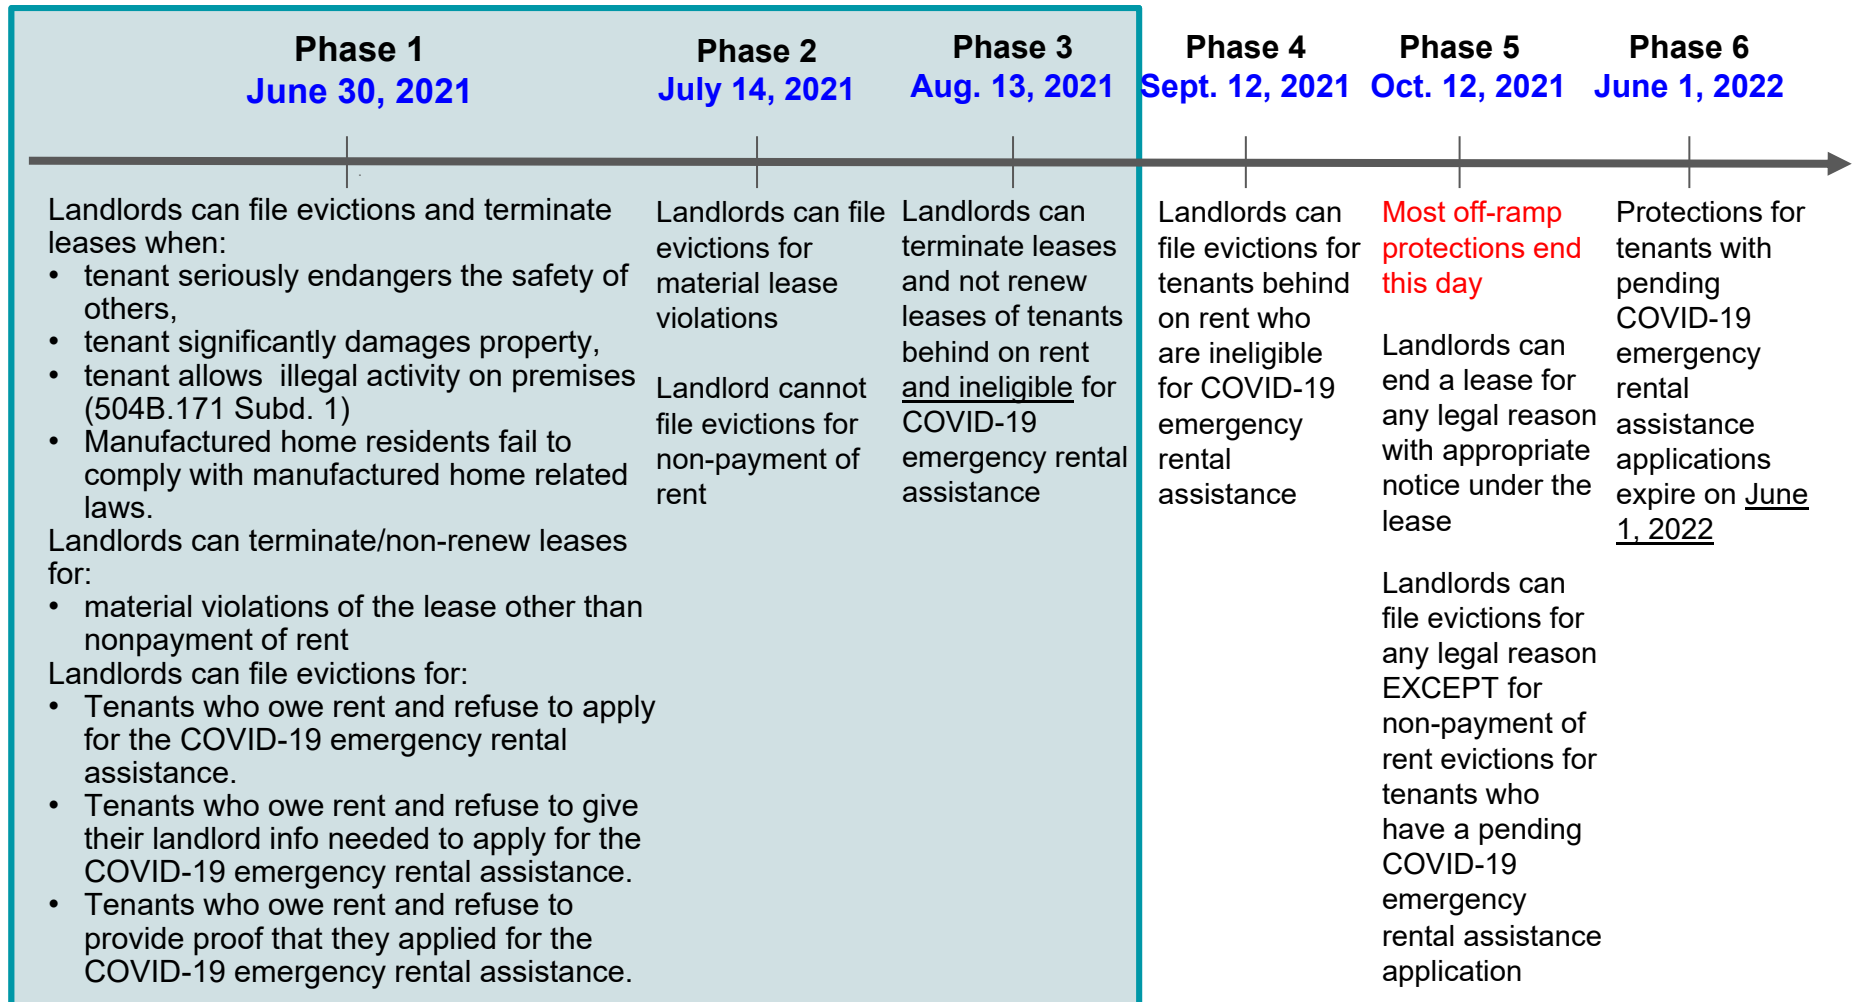 Phase 1
June 30, 2021
Landlords can file evictions and terminate
leases when:
• tenant seriously endangers the safety of
others,
• tenant significantly damages property,
• tenant allows  illegal activity on premises
(504B.171 Subd. 1)
• Manufactured home residents fail to
comply with manufactured home related
laws.
Landlords can terminate/non-renew leases
for:
• material violations of the lease other than
nonpayment of rent
Landlords can file evictions for:
• Tenants who owe rent and refuse to apply
for the COVID-19 emergency rental
assistance.
• Tenants who owe rent and refuse to give
their landlord info needed to apply for the
COVID-19 emergency rental assistance.
• Tenants who owe rent and refuse to
provide proof that they applied for the
COVID-19 emergency rental assistance.
Phase 2
July 14, 2021
Landlords can file
evictions for
material lease
violations
Landlord cannot
file evictions for
non-payment of
rent
Phase 3
Aug. 13, 2021
Landlords can
terminate leases
and not renew
leases of tenants
behind on rent
and ineligible for
COVID-19
emergency rental
assistance
Phase 4
Sept. 12, 2021
Landlords can
file evictions for
tenants behind
on rent who
are ineligible
for COVID-19
emergency
rental
assistance
Phase 5
Oct. 12, 2021
Most off-ramp
protections end
this day
Landlords can
end a lease for
any legal reason
with appropriate
notice under the
lease
Landlords can
file evictions for
any legal reason
EXCEPT for
non-payment of
rent evictions for
tenants who
have a pending
COVID-19
emergency
rental assistance
application
Phase 6
June 1, 2022
Protections for
tenants with
pending
COVID-19
emergency
rental
assistance
applications
expire on June
1, 2022